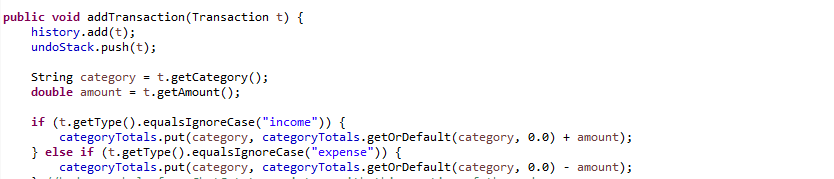 public void addTransaction(Transaction t) {
    history.add(t);
    undoStack.push(t);
    String category = t.getCategory();
    double amount = t.getAmount();
    if (t.getType().equalsIgnoreCase("income")) {
        categoryTotals.put(category, categoryTotals.getOrDefault(category, 0.0) + amount);
    } else if (t.getType().equalsIgnoreCase("expense")) {
        categoryTotals.put(category, categoryTotals.getOrDefault(category, 0.0) - amount);